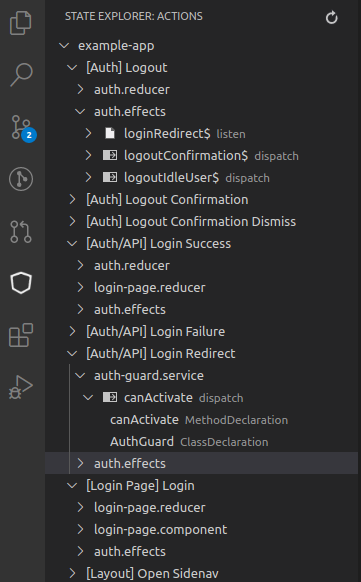 STATE EXPLORER: ACTIONS
example-app
[Auth] Logout
auth.reducer
auth.effects
loginRedirect$ listen
logoutConfirmation$ dispatch
logoutIdleUser$ dispatch
[Auth] Logout Confirmation
[Auth] Logout Confirmation Dismiss
[Auth/API] Login Success
auth.reducer
login-page.reducer
auth.effects
[Auth/API] Login Failure
[Auth/API] Login Redirect
auth-guard.service
canActivate dispatch
canActivate MethodDeclaration
AuthGuard ClassDeclaration
auth.effects
[Login Page] Login
login-page.reducer
login-page.component
auth.effects
[Layout] Open Sidenav
2